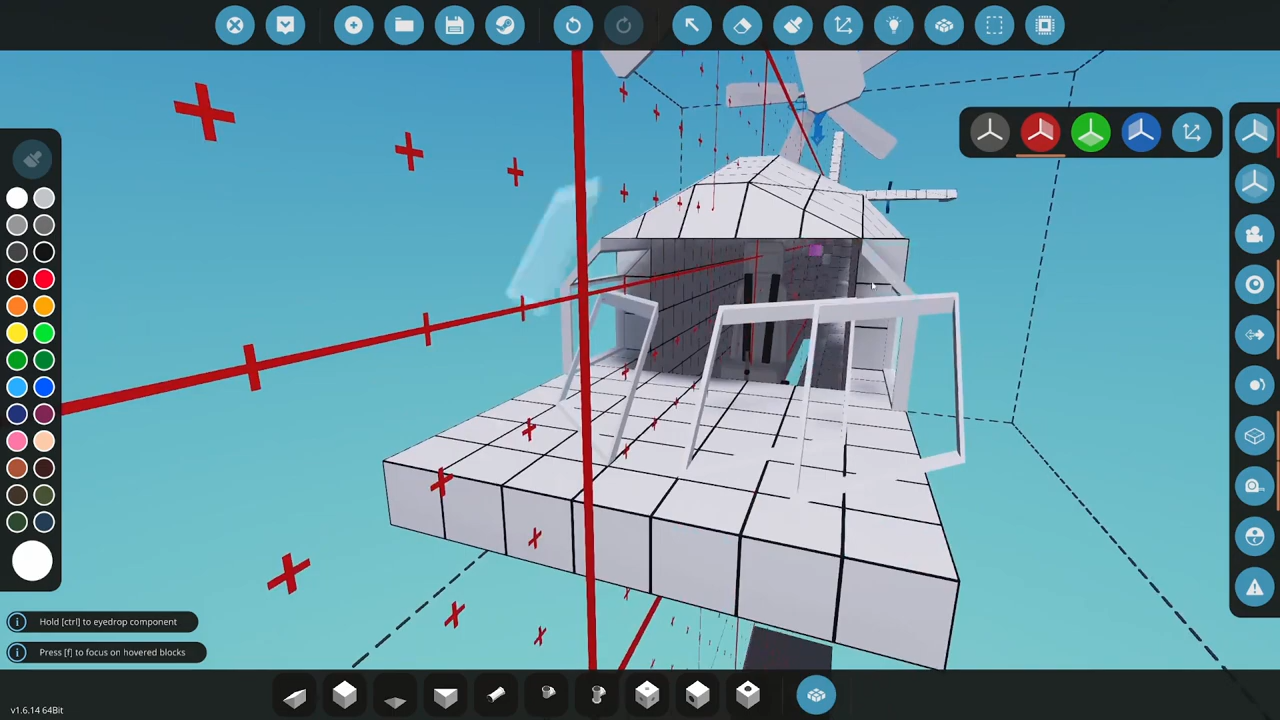 Hold [ctrl] to eyedrop component
Press [f] to focus on hovered blocks
v1.6.14 64Bit